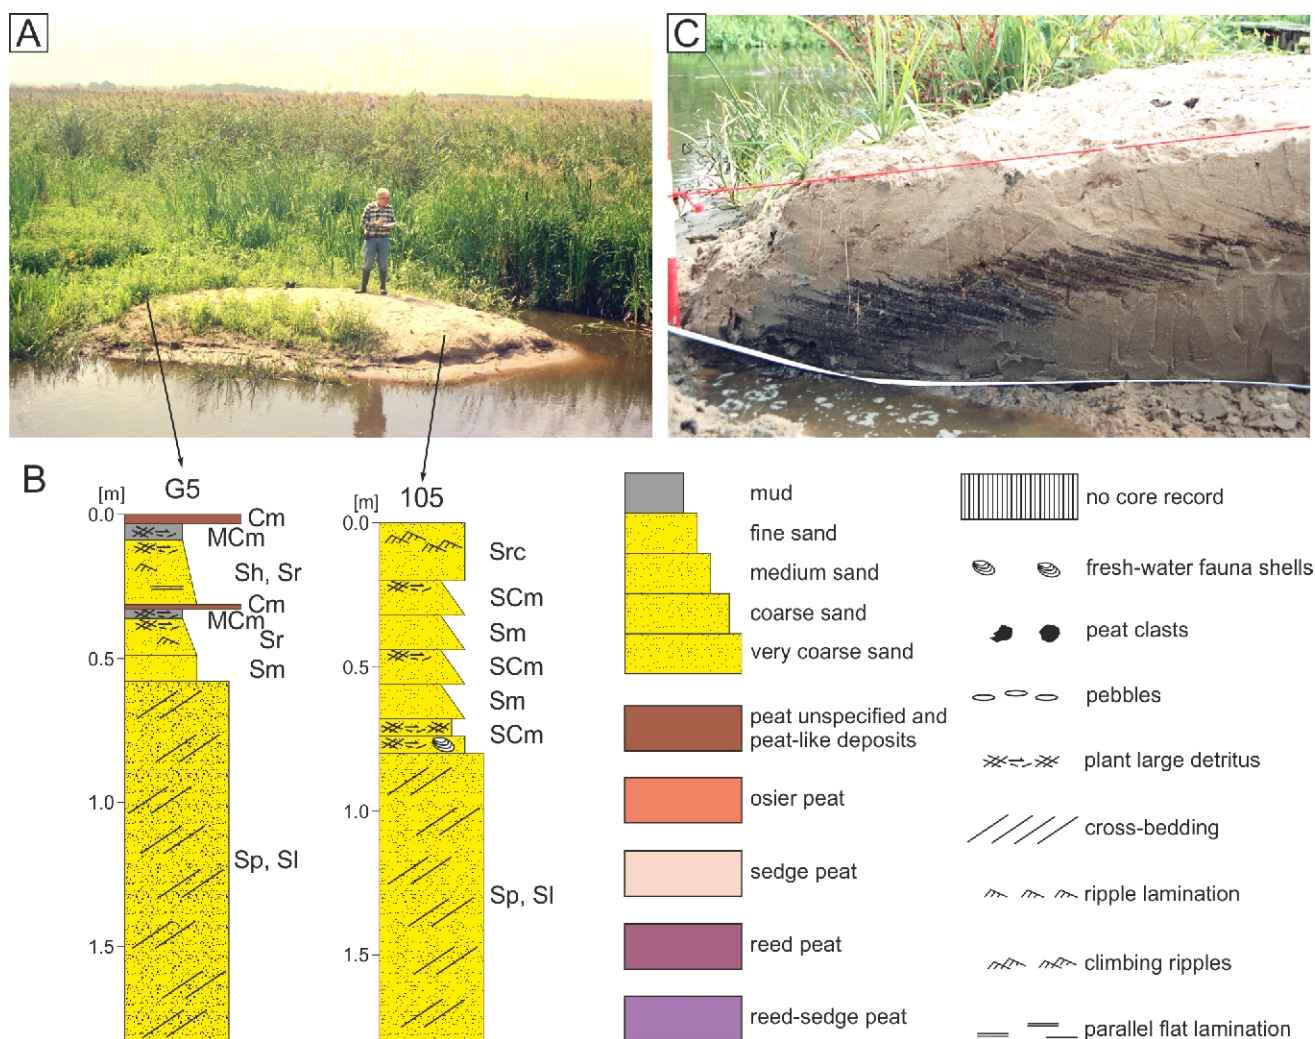 A
C
B
G5
[m]
0.0
Cm
MCm
Sh, Sr
Cm
MCm
Sr
0.5
Sm
1.0
Sp, Sl
1.5
105
[m]
0.0
Src
SCm
Sm
0.5
SCm
Sm
SCm
1.0
Sp, Sl
1.5
mud
fine sand
medium sand
coarse sand
very coarse sand
peat unspecified and
peat-like deposits
osier peat
sedge peat
reed peat
reed-sedge peat
no core record
fresh-water fauna shells
peat clasts
pebbles
plant large detritus
cross-bedding
ripple lamination
climbing ripples
parallel flat lamination